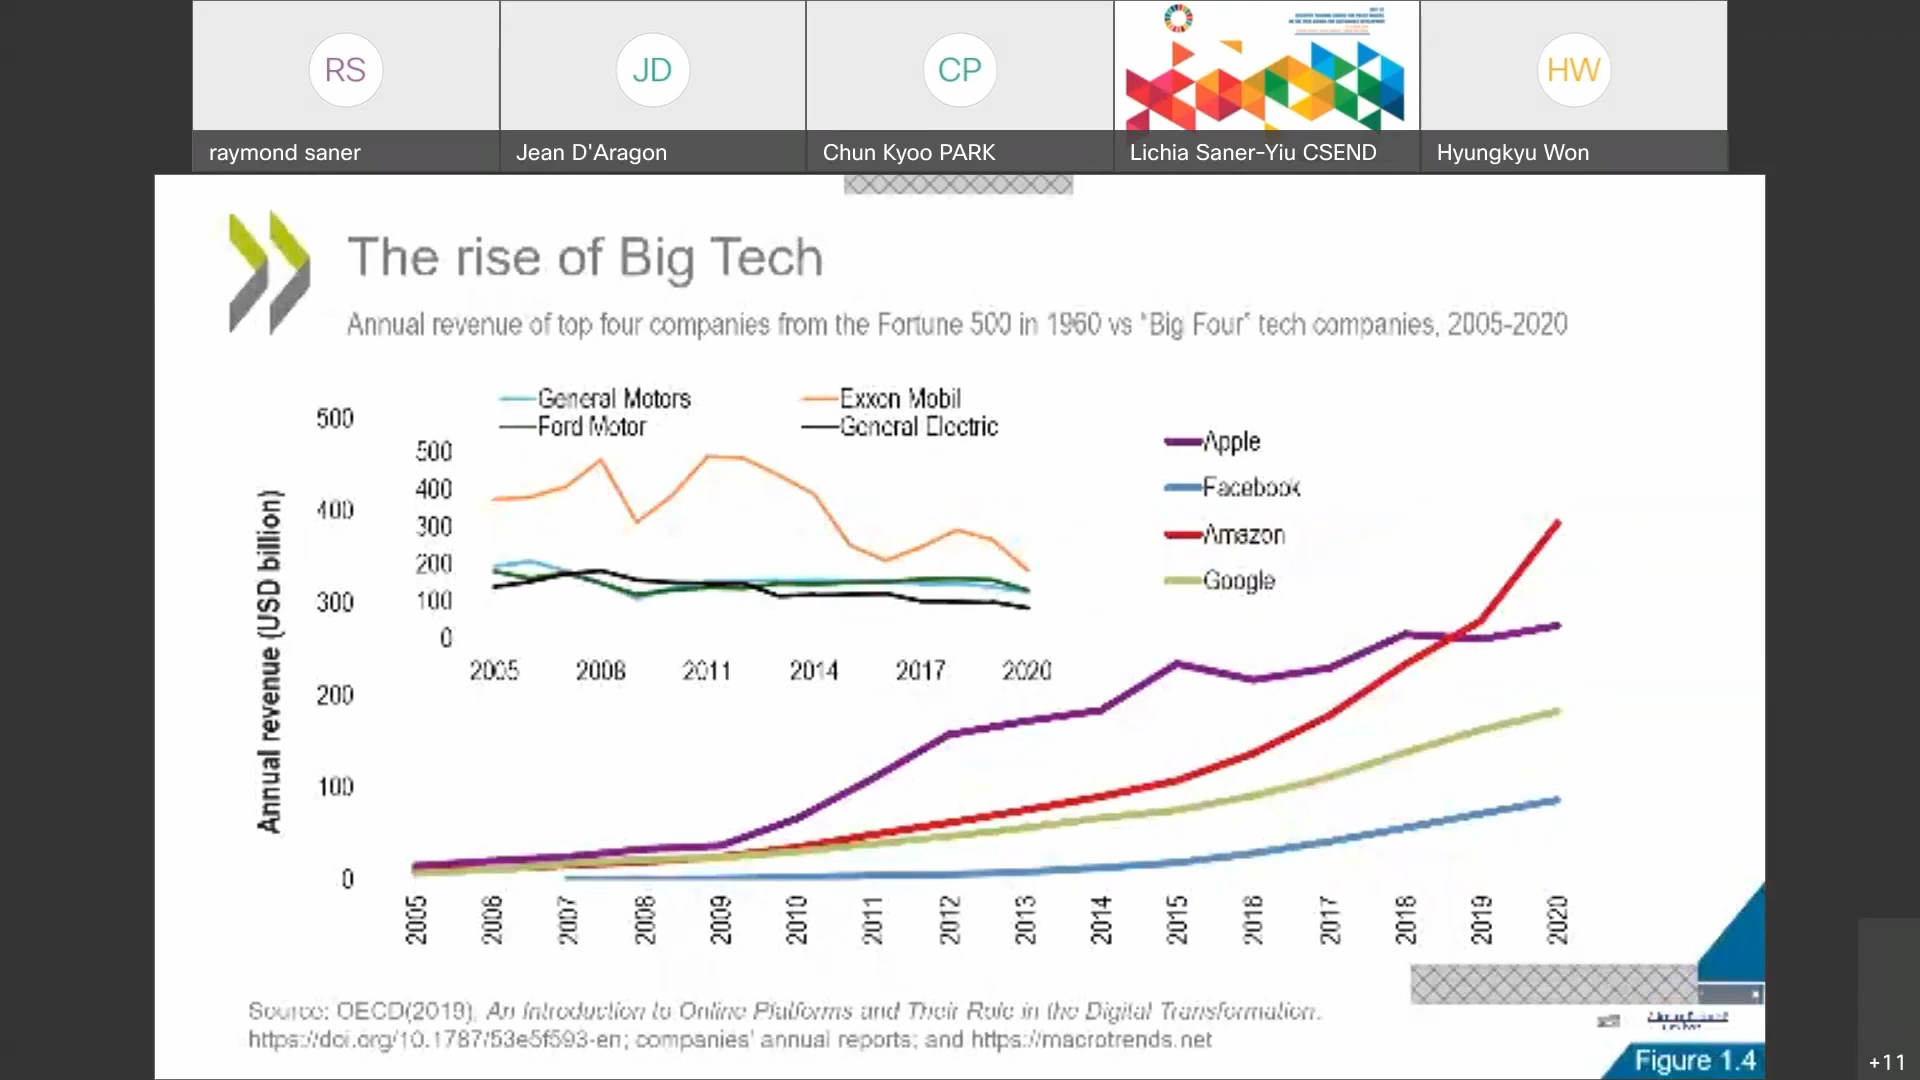 RS
JD
CP
HW
raymond saner
Jean D'Aragon
Chun Kyoo PARK
Lichia Saner-Yiu CSEND
Hyungkyu Won
The rise of Big Tech
Annual revenue of top four companies from the Fortune 500 in 1960 vs "Big Four" tech companies, 2005-2020
General Motors
Exxon Mobil
Ford Motor
General Electric
500
400
300
200
100
0
2005
2008
2011
2014
2017
2020
Apple
Facebook
Amazon
Google
Annual revenue (USD billion)
500
400
300
200
100
0
2005
2006
2007
2008
2009
2010
2011
2012
2013
2014
2015
2016
2017
2018
2019
2020
Source: OECD(2019), An Introduction to Online Platforms and Their Role in the Digital Transformation.
https://doi.org/10.1787/53e5f593-en; companies' annual reports; and https://macrotrends.net
Figure 1.4
+11